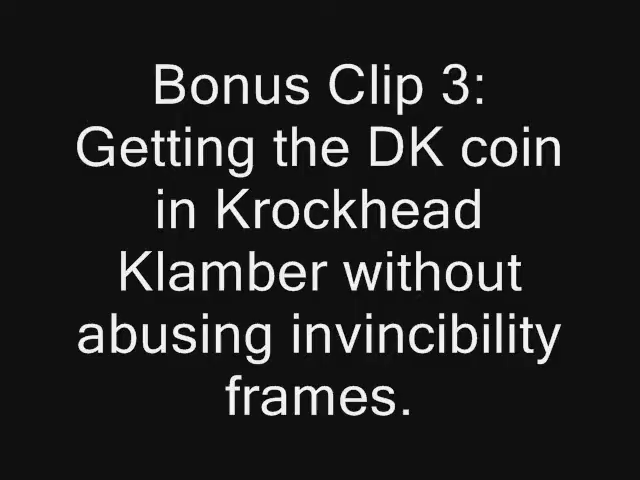 Bonus Clip 3:
Getting the DK coin
in Krockhead
Klamber without
abusing invincibility
frames.